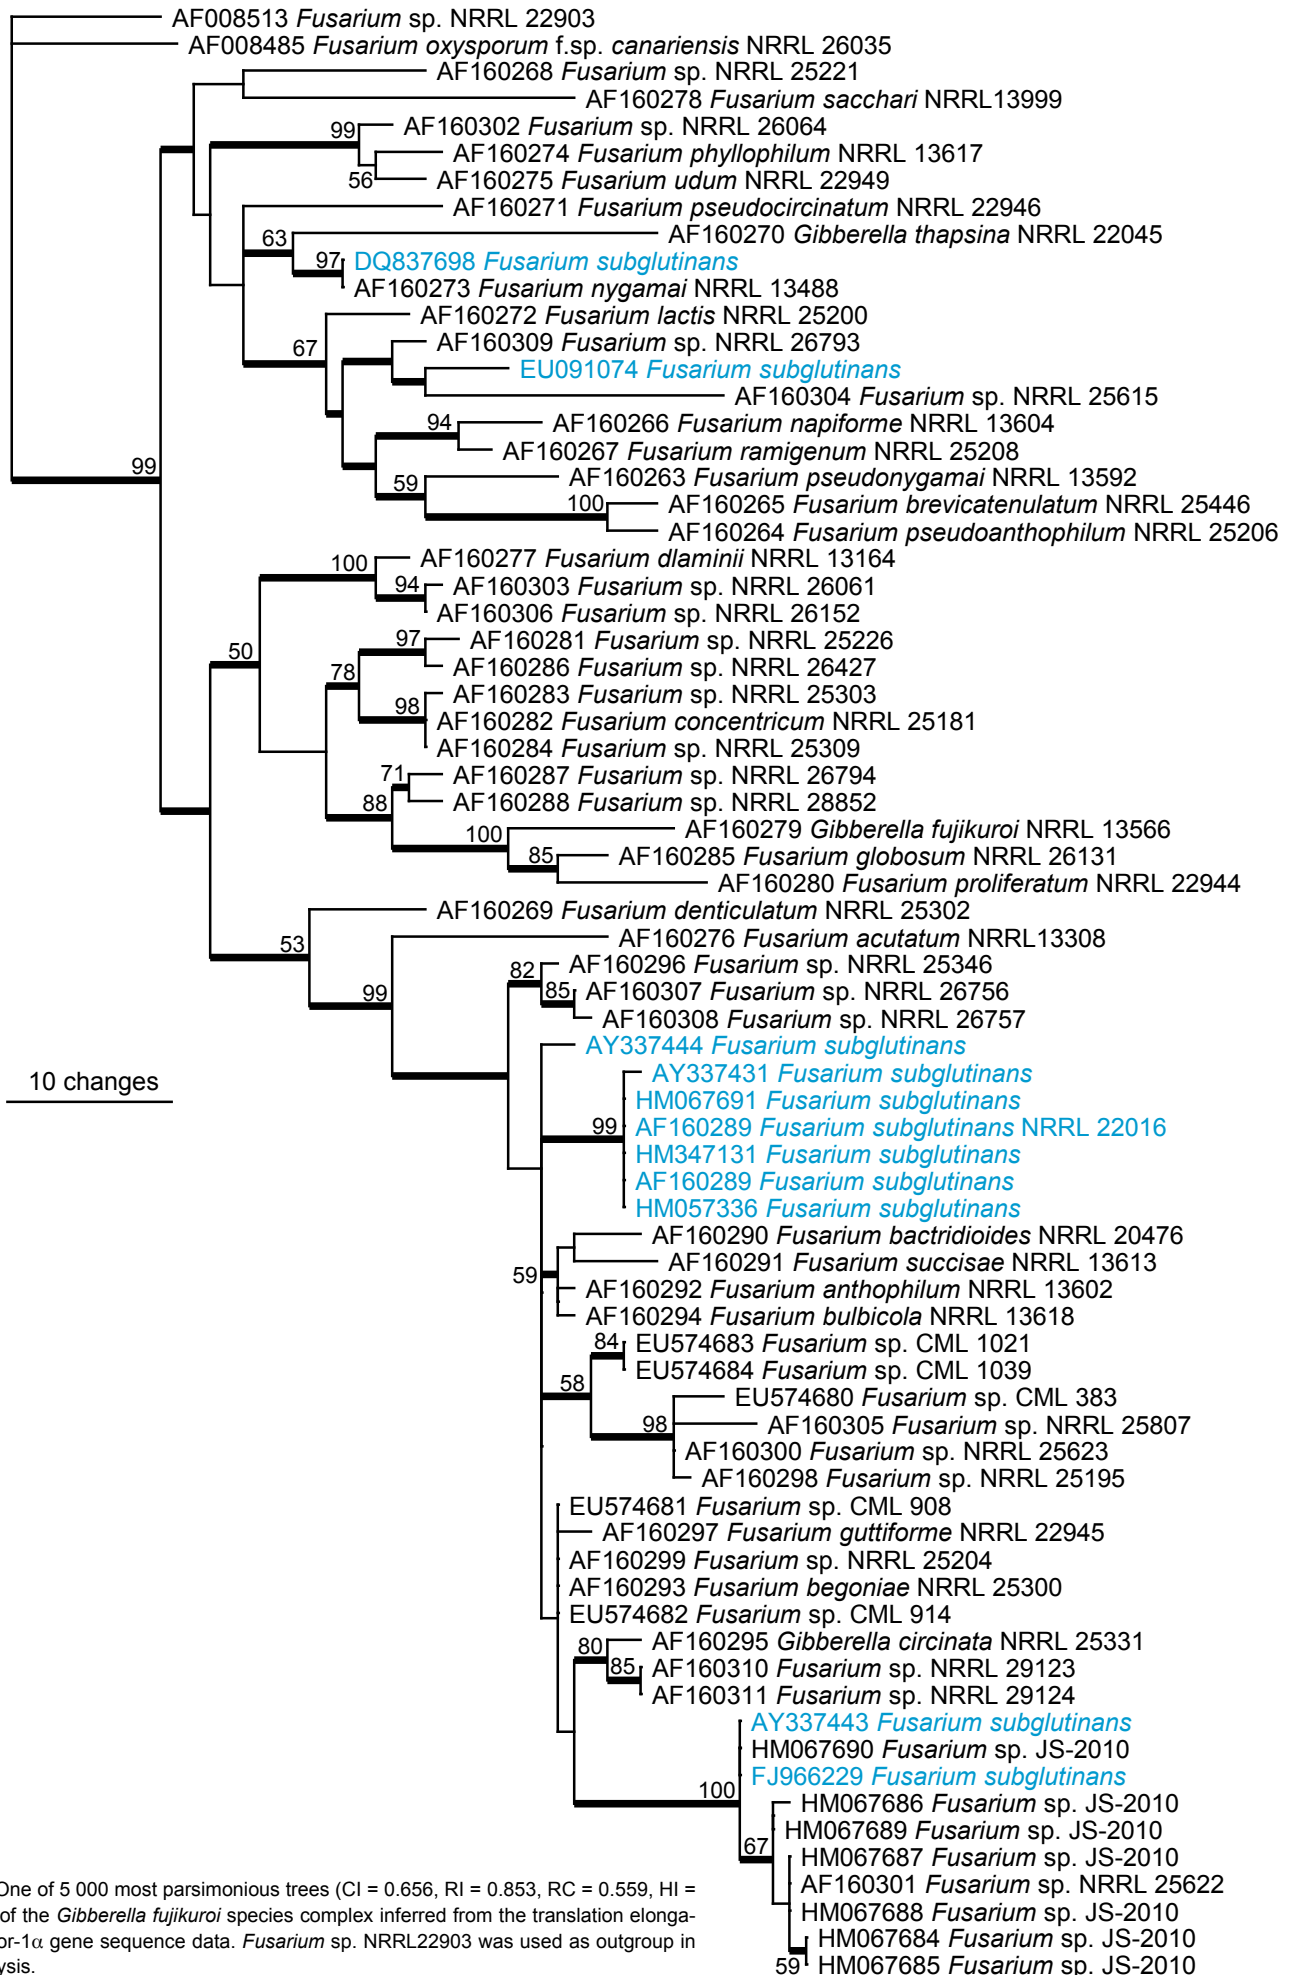 AF008513 Fusarium sp. NRRL 22903
AF008485 Fusarium oxysporum f.sp. canariensis NRRL 26035
AF160268 Fusarium sp. NRRL 25221
AF160278 Fusarium sacchari NRRL13999
99 AF160302 Fusarium sp. NRRL 26064
AF160274 Fusarium phyllophilum NRRL 13617
56 AF160275 Fusarium udum NRRL 22949
AF160271 Fusarium pseudocircinatum NRRL 22946
63 AF160270 Gibberella thapsina NRRL 22045
97 DQ837698 Fusarium subglutinans
AF160273 Fusarium nygamai NRRL 13488
AF160272 Fusarium lactis NRRL 25200
67 AF160309 Fusarium sp. NRRL 26793
EU091074 Fusarium subglutinans
AF160304 Fusarium sp. NRRL 25615
94 AF160266 Fusarium napiforme NRRL 13604
AF160267 Fusarium ramigenum NRRL 25208
99 59 AF160263 Fusarium pseudonygamai NRRL 13592
100 AF160265 Fusarium brevicatenulatum NRRL 25446
AF160264 Fusarium pseudoanthophilum NRRL 25206
100 AF160277 Fusarium dlaminii NRRL 13164
94 AF160303 Fusarium sp. NRRL 26061
AF160306 Fusarium sp. NRRL 26152
50 97 AF160281 Fusarium sp. NRRL 25226
78 AF160286 Fusarium sp. NRRL 26427
AF160283 Fusarium sp. NRRL 25303
98 AF160282 Fusarium concentricum NRRL 25181
AF160284 Fusarium sp. NRRL 25309
71 AF160287 Fusarium sp. NRRL 26794
88 AF160288 Fusarium sp. NRRL 28852
100 AF160279 Gibberella fujikuroi NRRL 13566
85 AF160285 Fusarium globosum NRRL 26131
AF160280 Fusarium proliferatum NRRL 22944
AF160269 Fusarium denticulatum NRRL 25302
53 AF160276 Fusarium acutatum NRRL13308
82 AF160296 Fusarium sp. NRRL 25346
99 85 AF160307 Fusarium sp. NRRL 26756
AF160308 Fusarium sp. NRRL 26757
AY337444 Fusarium subglutinans
10 changes
AY337431 Fusarium subglutinans
HM067691 Fusarium subglutinans
99 AF160289 Fusarium subglutinans NRRL 22016
HM347131 Fusarium subglutinans
AF160289 Fusarium subglutinans
HM057336 Fusarium subglutinans
AF160290 Fusarium bactridioides NRRL 20476
AF160291 Fusarium succisae NRRL 13613
59 AF160292 Fusarium anthophilum NRRL 13602
AF160294 Fusarium bulbicola NRRL 13618
84 EU574683 Fusarium sp. CML 1021
EU574684 Fusarium sp. CML 1039
58 EU574680 Fusarium sp. CML 383
98 AF160305 Fusarium sp. NRRL 25807
AF160300 Fusarium sp. NRRL 25623
AF160298 Fusarium sp. NRRL 25195
EU574681 Fusarium sp. CML 908
AF160297 Fusarium guttiforme NRRL 22945
AF160299 Fusarium sp. NRRL 25204
AF160293 Fusarium begoniae NRRL 25300
EU574682 Fusarium sp. CML 914
80 AF160295 Gibberella circinata NRRL 25331
85 AF160310 Fusarium sp. NRRL 29123
AF160311 Fusarium sp. NRRL 29124
AY337443 Fusarium subglutinans
HM067690 Fusarium sp. JS-2010
100 FJ966229 Fusarium subglutinans
HM067686 Fusarium sp. JS-2010
HM067689 Fusarium sp. JS-2010
67 HM067687 Fusarium sp. JS-2010
AF160301 Fusarium sp. NRRL 25622
HM067688 Fusarium sp. JS-2010
HM067684 Fusarium sp. JS-2010
59 HM067685 Fusarium sp. JS-2010
One of 5 000 most parsimonious trees (CI = 0.656, RI = 0.853, RC = 0.559, HI =
of the Gibberella fujikuroi species complex inferred from the translation elonga-
or-1α gene sequence data. Fusarium sp. NRRL22903 was used as outgroup in
ysis.